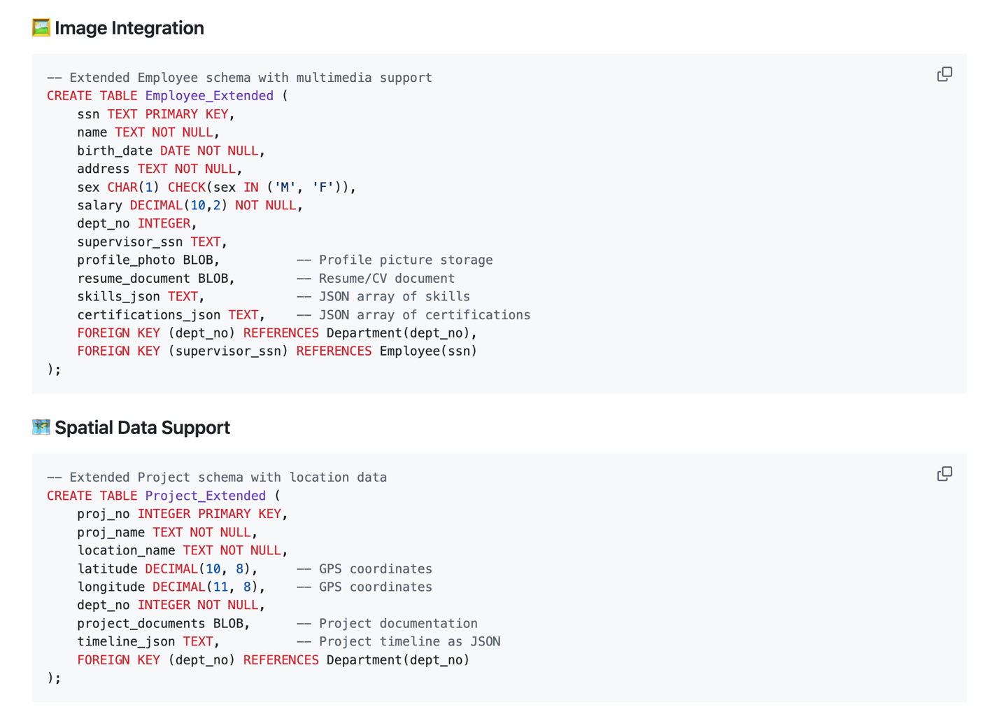 Image Integration
-- Extended Employee schema with multimedia support
CREATE TABLE Employee_Extended (
    ssn TEXT PRIMARY KEY,
    name TEXT NOT NULL,
    birth_date DATE NOT NULL,
    address TEXT NOT NULL,
    sex CHAR(1) CHECK(sex IN ('M', 'F')),
    salary DECIMAL(10,2) NOT NULL,
    dept_no INTEGER,
    supervisor_ssn TEXT,
    profile_photo BLOB,          -- Profile picture storage
    resume_document BLOB,        -- Resume/CV document
    skills_json TEXT,            -- JSON array of skills
    certifications_json TEXT,    -- JSON array of certifications
    FOREIGN KEY (dept_no) REFERENCES Department(dept_no),
    FOREIGN KEY (supervisor_ssn) REFERENCES Employee(ssn)
);
Spatial Data Support
-- Extended Project schema with location data
CREATE TABLE Project_Extended (
    proj_no INTEGER PRIMARY KEY,
    proj_name TEXT NOT NULL,
    location_name TEXT NOT NULL,
    latitude DECIMAL(10, 8),     -- GPS coordinates
    longitude DECIMAL(11, 8),    -- GPS coordinates
    dept_no INTEGER NOT NULL,
    project_documents BLOB,      -- Project documentation
    timeline_json TEXT,          -- Project timeline as JSON
    FOREIGN KEY (dept_no) REFERENCES Department(dept_no)
);